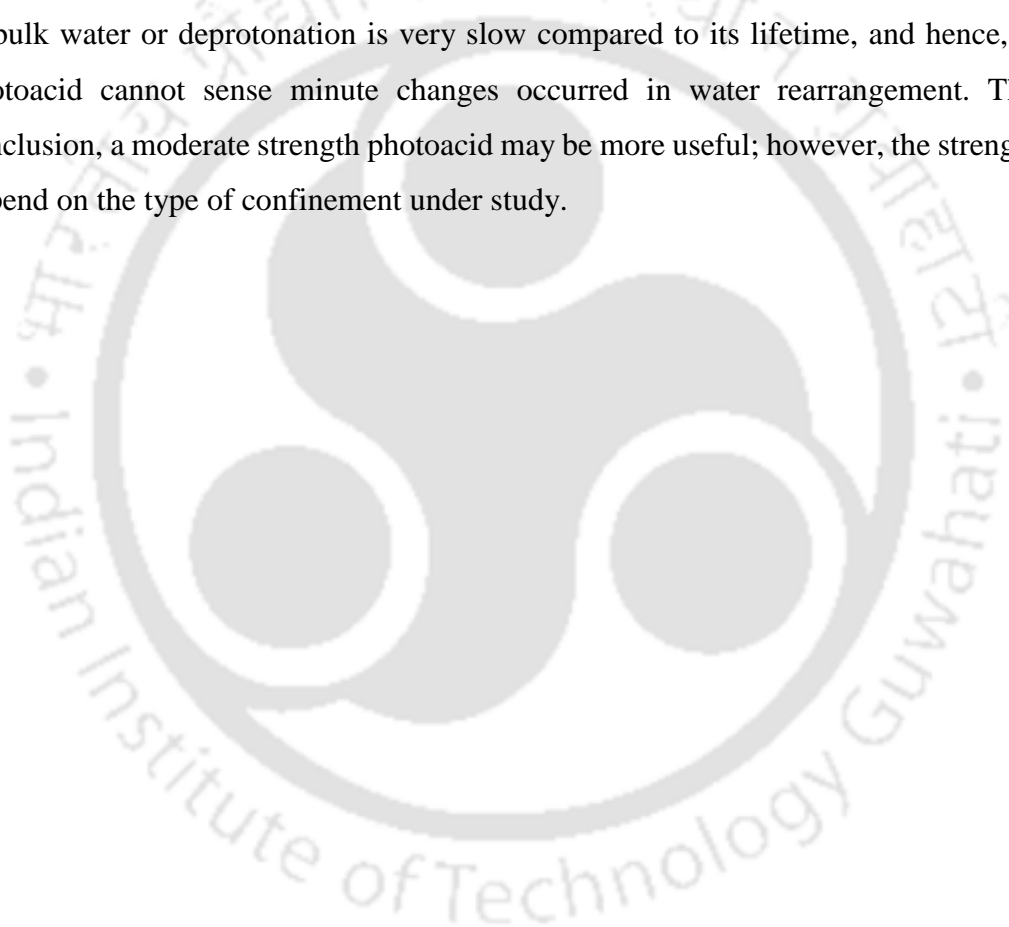 bulk water or deprotonation is very slow compared to its lifetime, and hence,
otoacid cannot sense minute changes occurred in water rearrangement. T
nclusion, a moderate strength photoacid may be more useful; however, the streng
pend on the type of confinement under study.
गुवाहाटी
• Indian Institute of Technology Guwahati •